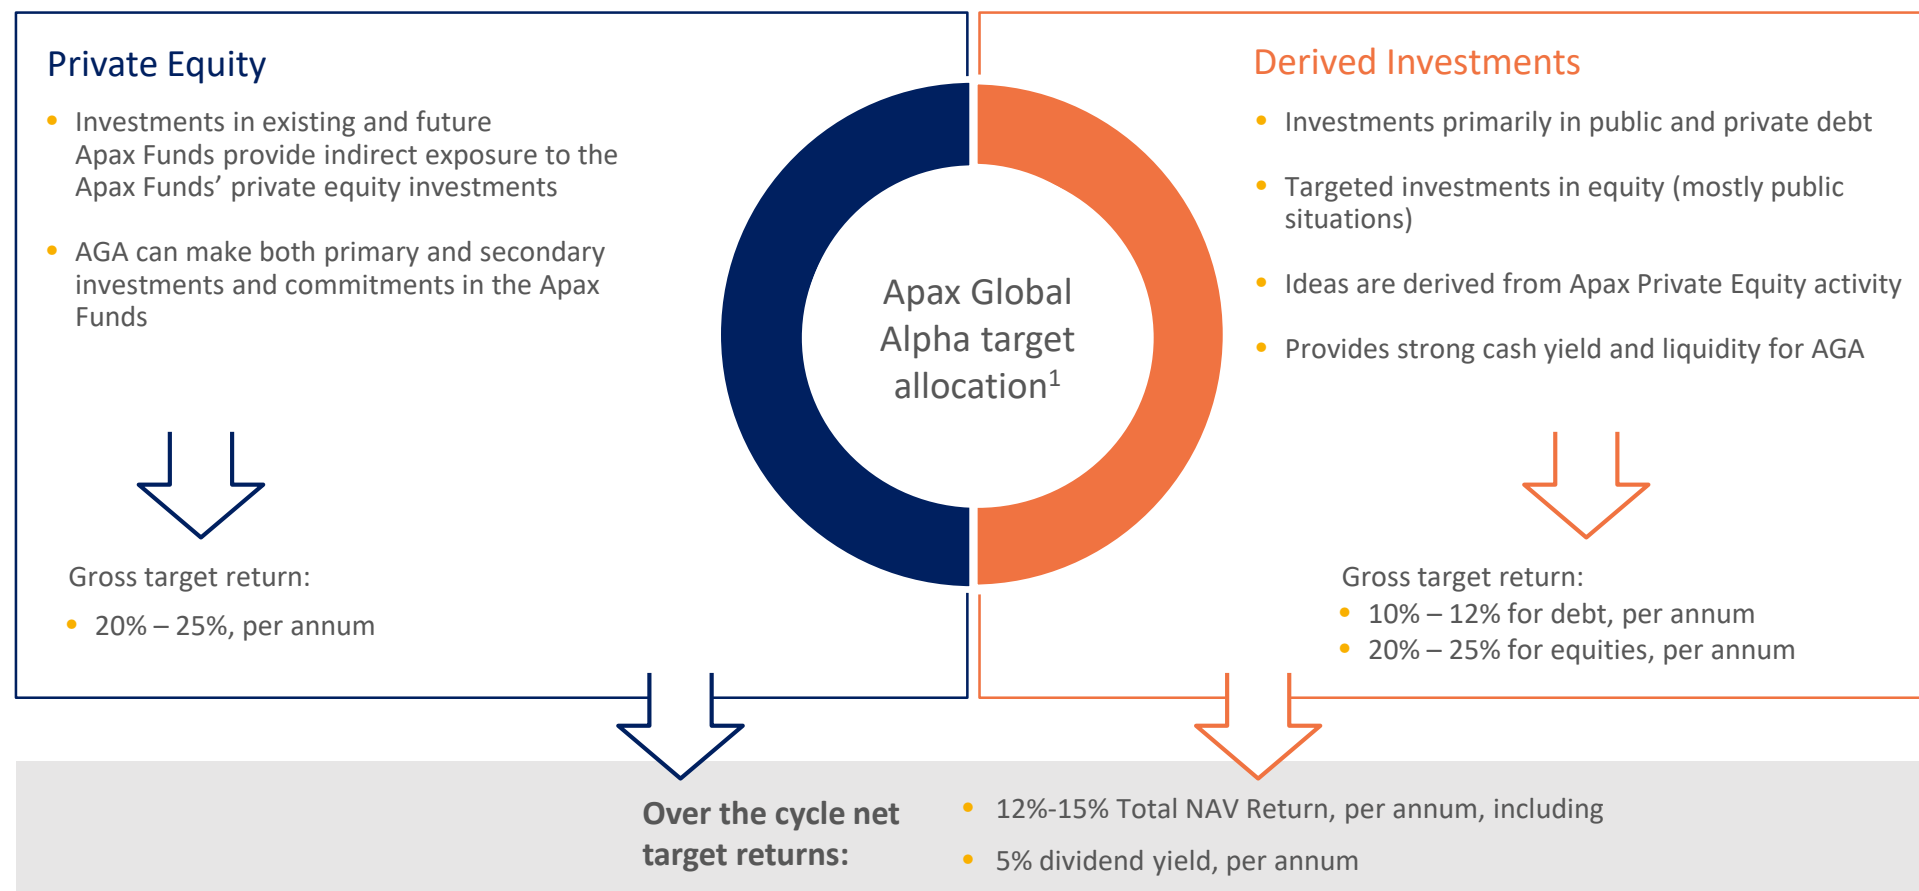 Private Equity
• Investments in existing and future
Apax Funds provide indirect exposure to the
Apax Funds’ private equity investments
• AGA can make both primary and secondary
investments and commitments in the Apax
Funds
Gross target return:
• 20% – 25%, per annum
Apax Global
Alpha target
allocation¹
Derived Investments
• Investments primarily in public and private debt
• Targeted investments in equity (mostly public
situations)
• Ideas are derived from Apax Private Equity activity
• Provides strong cash yield and liquidity for AGA
Gross target return:
• 10% – 12% for debt, per annum
• 20% – 25% for equities, per annum
Over the cycle net
target returns:
• 12%-15% Total NAV Return, per annum, including
• 5% dividend yield, per annum